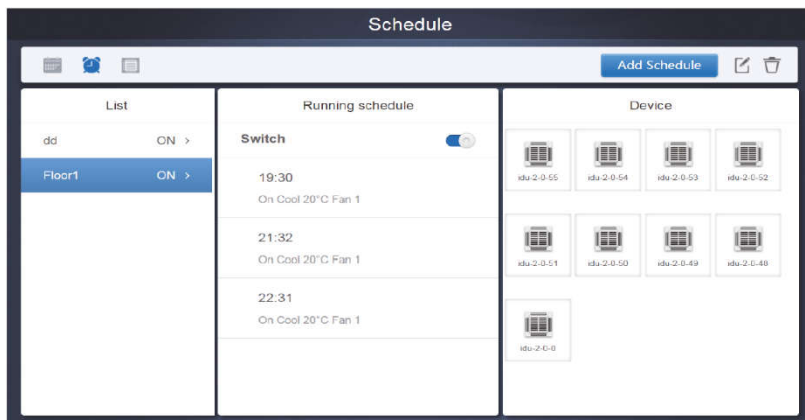 Schedule
Add Schedule
List
dd ON >
Floor1 ON >
Running schedule
Switch
19:30
On Cool 20°C Fan 1
21:32
On Cool 20°C Fan 1
22:31
On Cool 20°C Fan 1
Device
idu-2-0-55 idu-2-0-54 idu-2-0-53 idu-2-0-52
idu-2-0-51 idu-2-0-50 idu-2-0-49 idu-2-0-48
idu-2-0-0